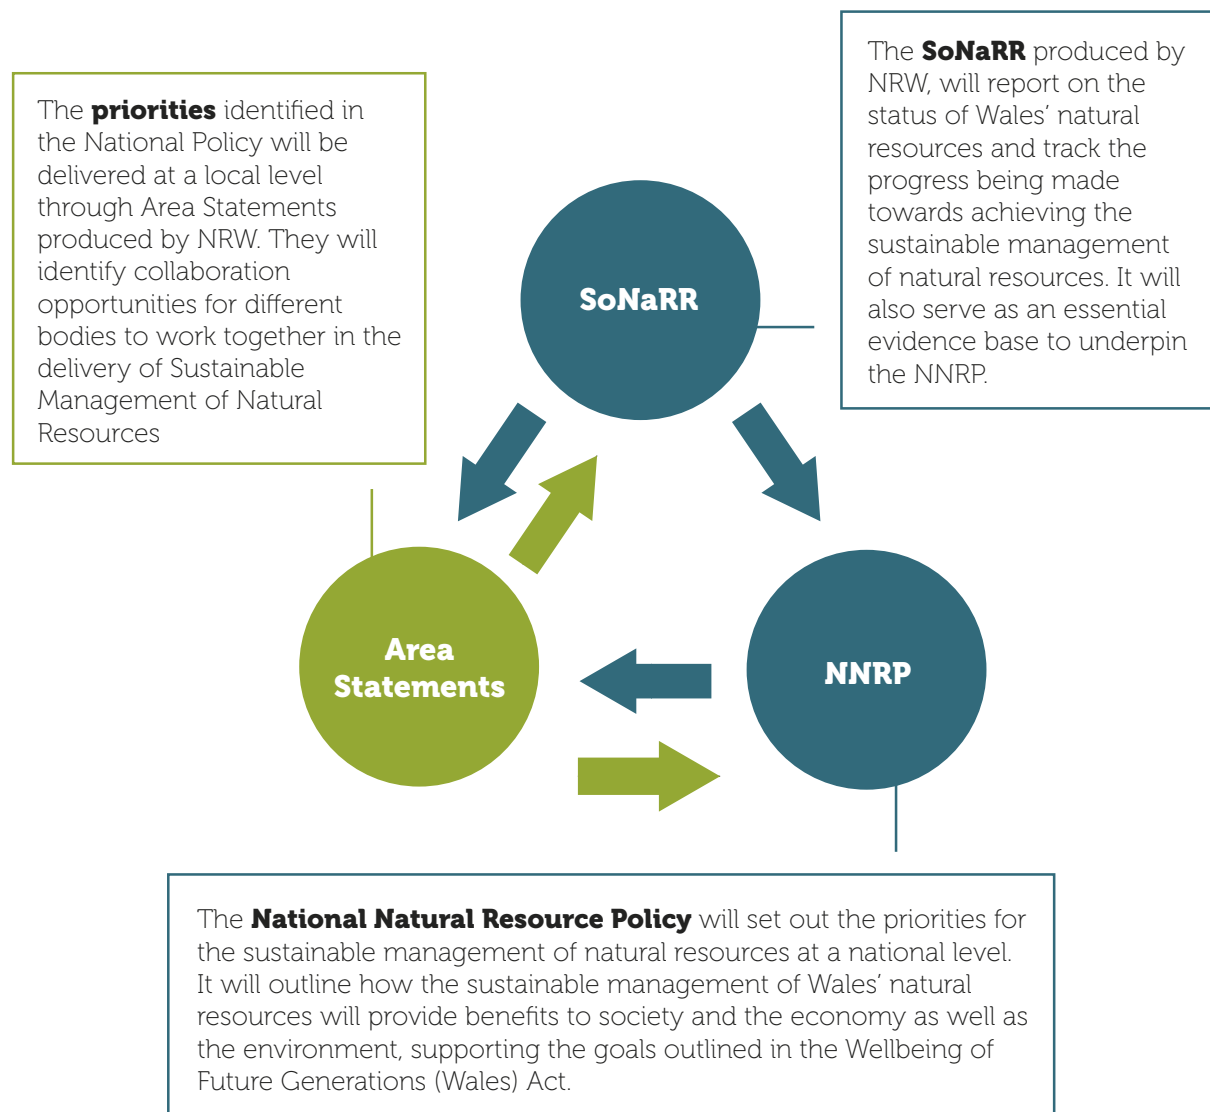 The priorities identified in
the National Policy will be
delivered at a local level
through Area Statements
produced by NRW. They will
identify collaboration
opportunities for different
bodies to work together in the
delivery of Sustainable
Management of Natural
Resources
The SoNaRR produced by
NRW, will report on the
status of Wales’ natural
resources and track the
progress being made
towards achieving the
sustainable management
of natural resources. It will
also serve as an essential
evidence base to underpin
the NNRP.
SoNaRR
Area
Statements
NNRP
The National Natural Resource Policy will set out the priorities for
the sustainable management of natural resources at a national level.
It will outline how the sustainable management of Wales’ natural
resources will provide benefits to society and the economy as well as
the environment, supporting the goals outlined in the Wellbeing of
Future Generations (Wales) Act.